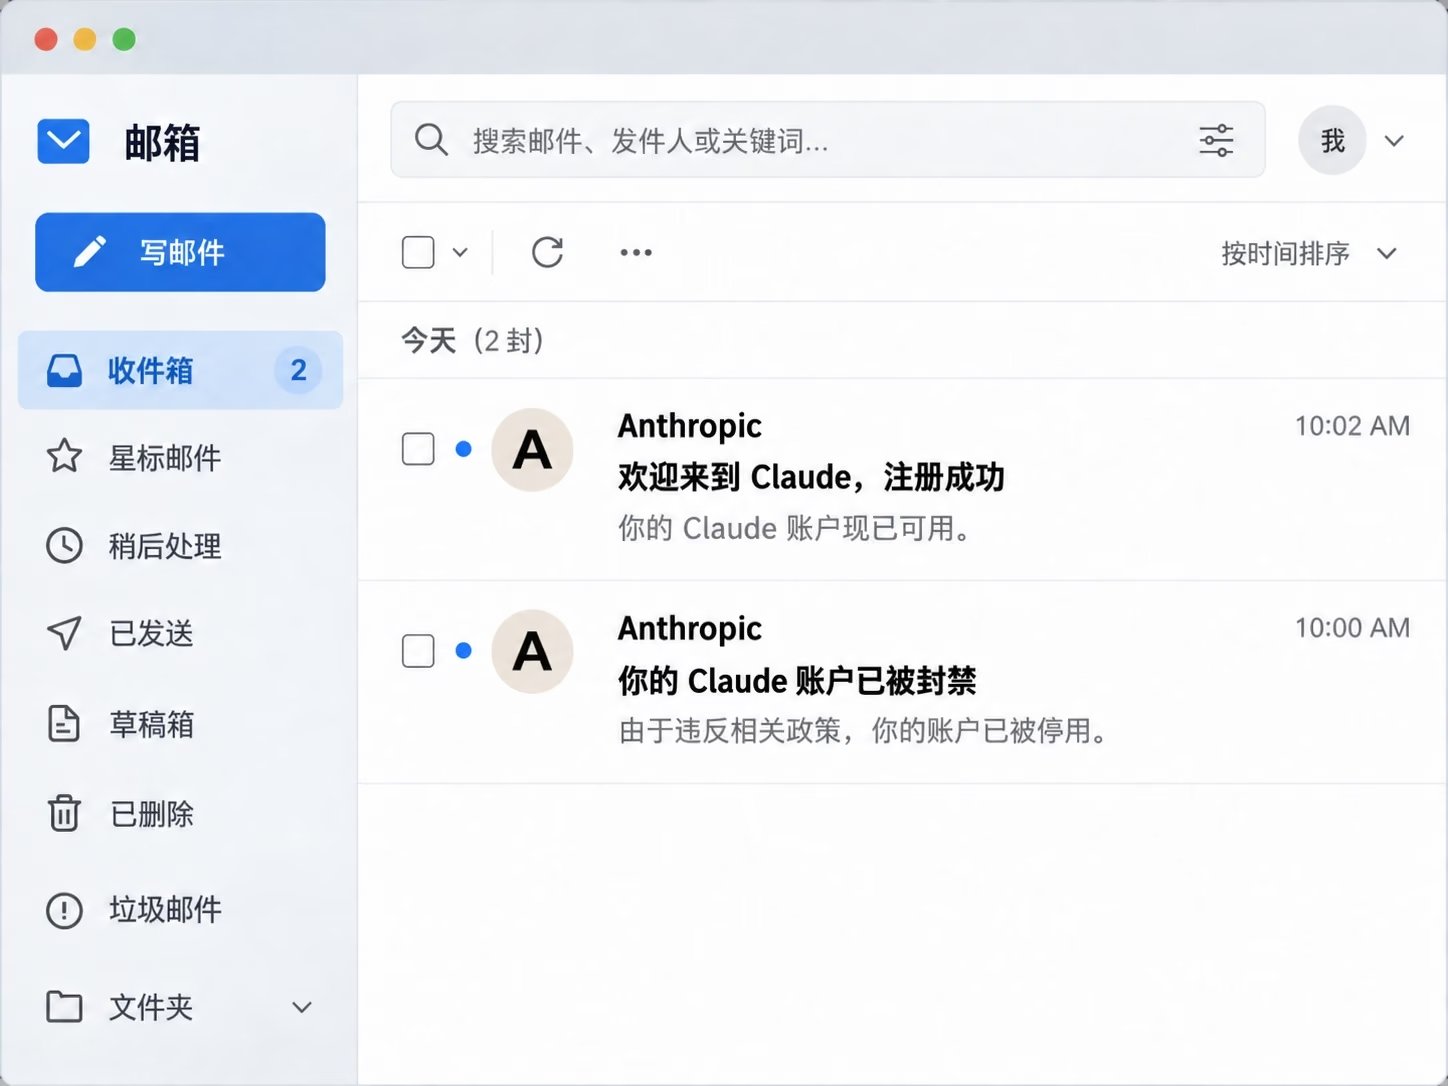 邮箱
搜索邮件、发件人或关键词...
我
写邮件
按时间排序
收件箱 2
星标邮件
稍后处理
已发送
草稿箱
已删除
垃圾邮件
文件夹
今天 (2 封)
A
Anthropic 10:02 AM
欢迎来到 Claude，注册成功
你的 Claude 账户现已可用。
A
Anthropic 10:00 AM
你的 Claude 账户已被封禁
由于违反相关政策，你的账户已被停用。